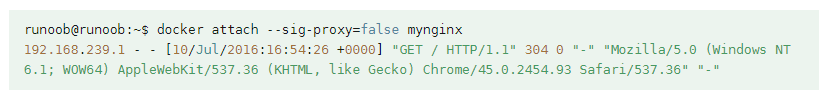 runoob@runoob:~$ docker attach --sig-proxy=false mynginx
192.168.239.1 - - [10/Jul/2016:16:54:26 +0000] "GET / HTTP/1.1" 304 0 "-" "Mozilla/5.0 (Windows NT
6.1; WOW64) AppleWebKit/537.36 (KHTML, like Gecko) Chrome/45.0.2454.93 Safari/537.36" "-"